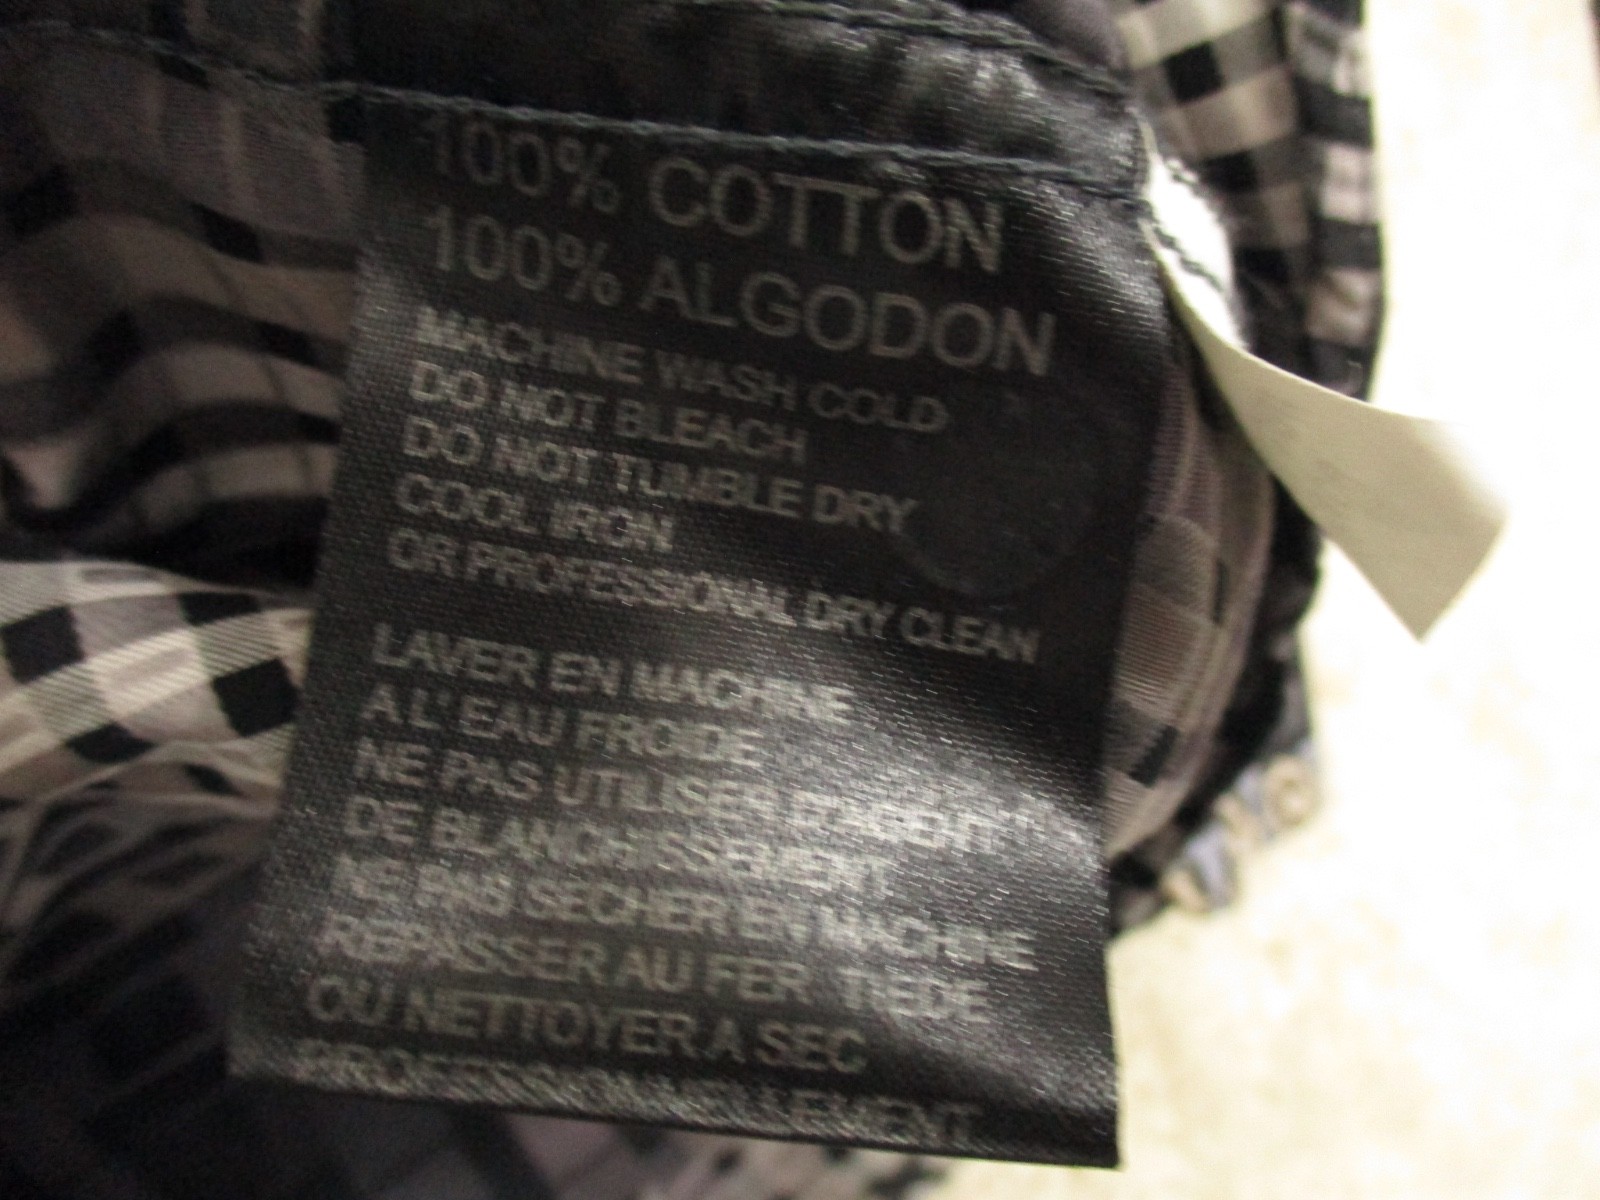 100% COTTON
100% ALGODON
MACHINE WASH COLD
DO NOT BLEACH
DO NOT TUMBLE DRY
COOL IRON
OR PROFESSIONAL DRY CLEAN
LAVER EN MACHINE
A L' EAU FROIDE
NE PAS UTILISER D'AGENT
DE BLANCHISSEMENT
NE PAS SECHER EN MACHINE
REPASSER AU FER TIEDE
OU NETTOYER A SEC
PROFESSIONNELLEMENT